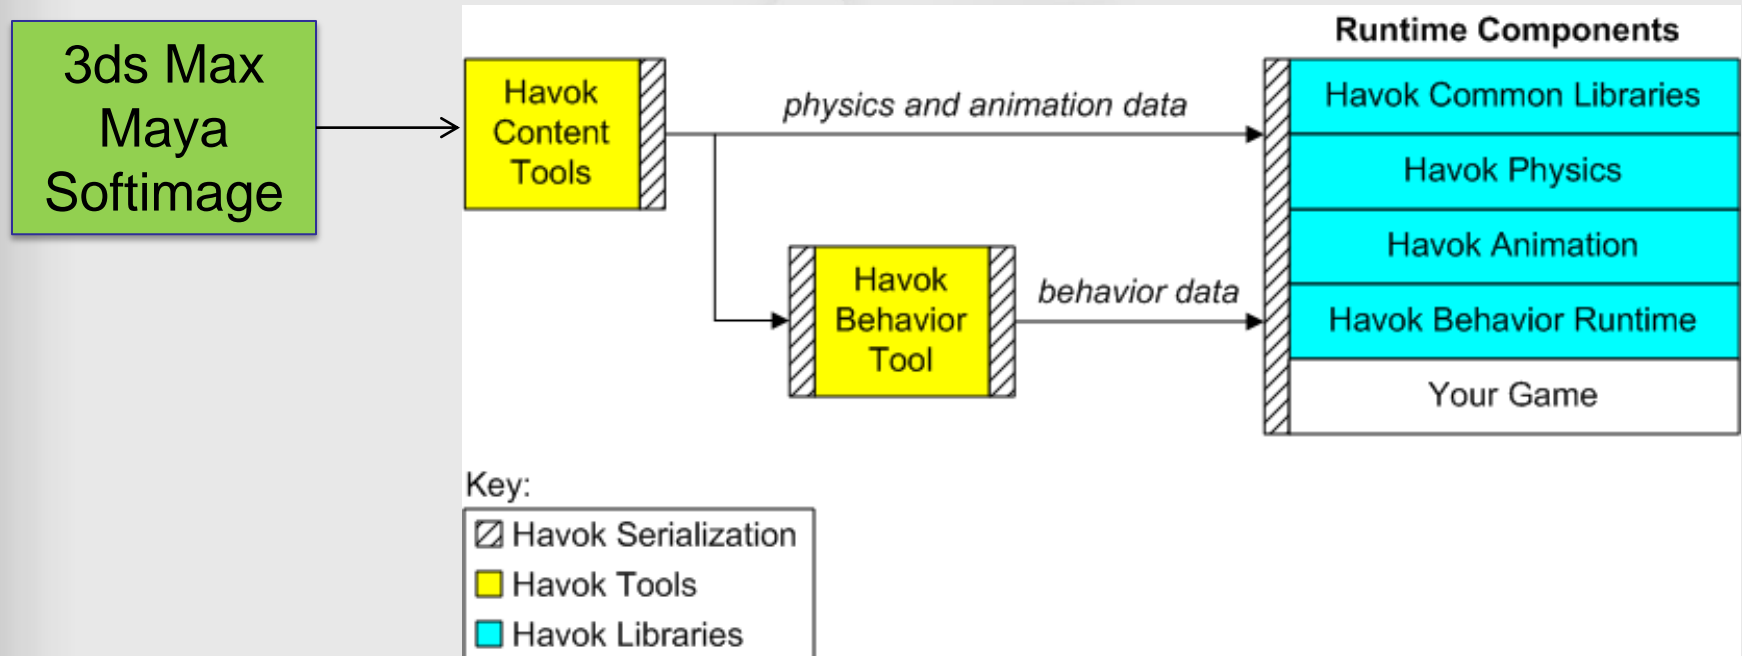 3ds Max
Maya
Softimage
Havok
Content
Tools
physics and animation data
Havok
Behavior
Tool
behavior data
Runtime Components
Havok Common Libraries
Havok Physics
Havok Animation
Havok Behavior Runtime
Your Game
Key:
Havok Serialization
Havok Tools
Havok Libraries